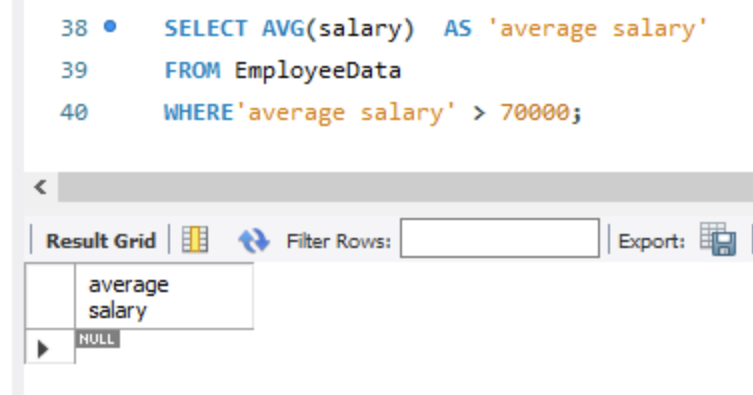 38 SELECT AVG(salary) AS 'average salary'
39 FROM EmployeeData
40 WHERE'average salary' > 70000;
<
Result Grid Filter Rows: Export:
average
salary
NULL